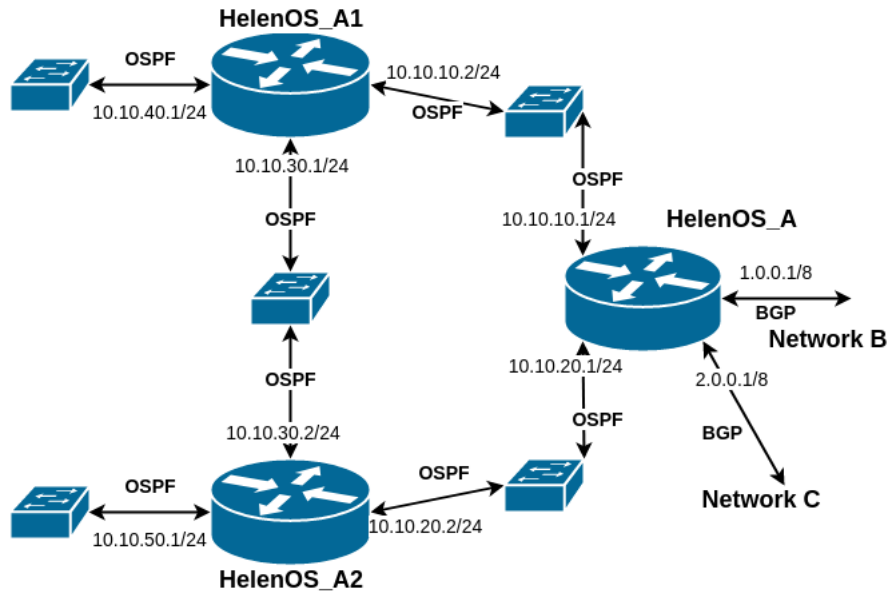 HelenOS_A1
OSPF
10.10.40.1/24
10.10.10.2/24
OSPF
10.10.30.1/24
OSPF
OSPF
10.10.10.1/24
HelenOS_A
1.0.0.1/8
BGP
Network B
OSPF
10.10.30.2/24
10.10.20.1/24
OSPF
2.0.0.1/8
BGP
Network C
OSPF
10.10.50.1/24
OSPF
10.10.20.2/24
HelenOS_A2